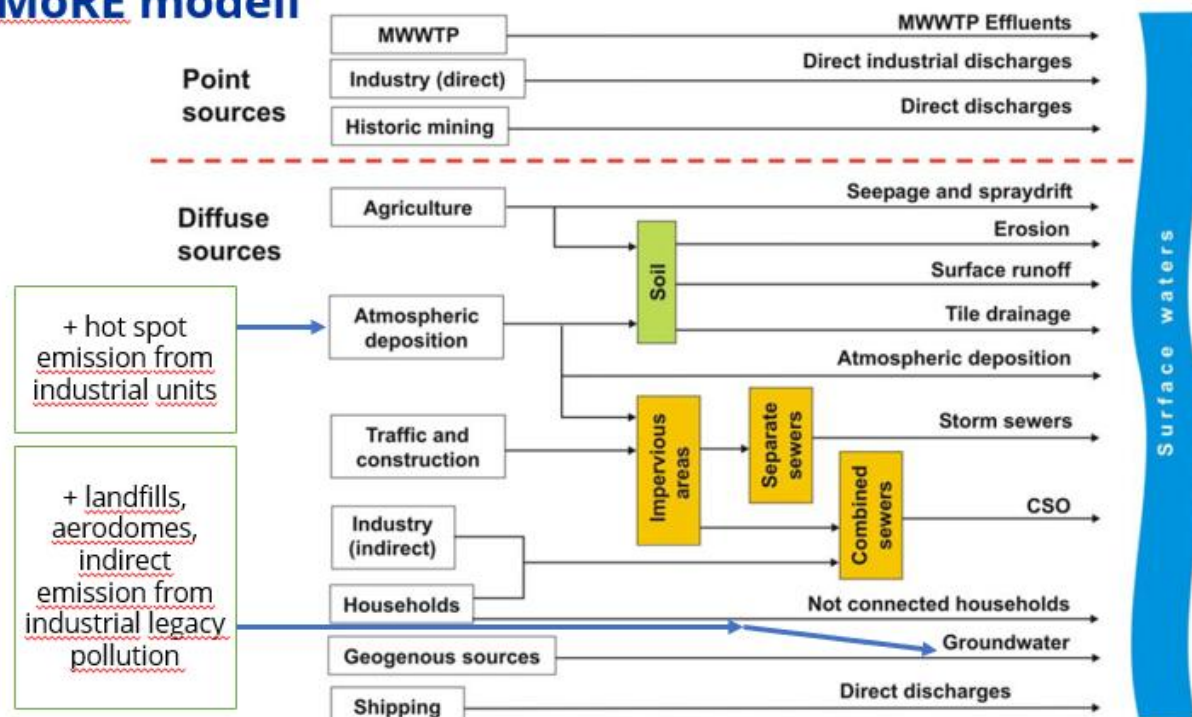 MoRE modell
Point
sources
MWWTP
MWWTP Effluents
Industry (direct)
Direct industrial discharges
Historic mining
Direct discharges
Diffuse
sources
Agriculture
Seepage and spraydrift
Erosion
Surface runoff
Tile drainage
Soil
+ hot spot
emission from
industrial units
Atmospheric
deposition
Atmospheric deposition
Traffic and
construction
Impervious
areas
Separate
sewers
Storm sewers
Combined
sewers
CSO
+ landfills,
aerodomes,
indirect
emission from
industrial legacy
pollution
Industry
(indirect)
Households
Not connected households
Geogenous sources
Groundwater
Shipping
Direct discharges
Surface waters